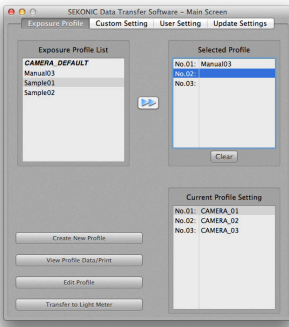 SEKONIC Data Transfer Software – Main Screen
Exposure Profile Custom Setting User Setting Update Settings
Exposure Profile List
CAMERA_DEFAULT
Manual03
Sample01
Sample02
Selected Profile
No.01: Manual03
No.02:
No.03:
Clear
Current Profile Setting
No.01: CAMERA_01
No.02: CAMERA_02
No.03: CAMERA_03
Create New Profile
View Profile Data/Print
Edit Profile
Transfer to Light Meter